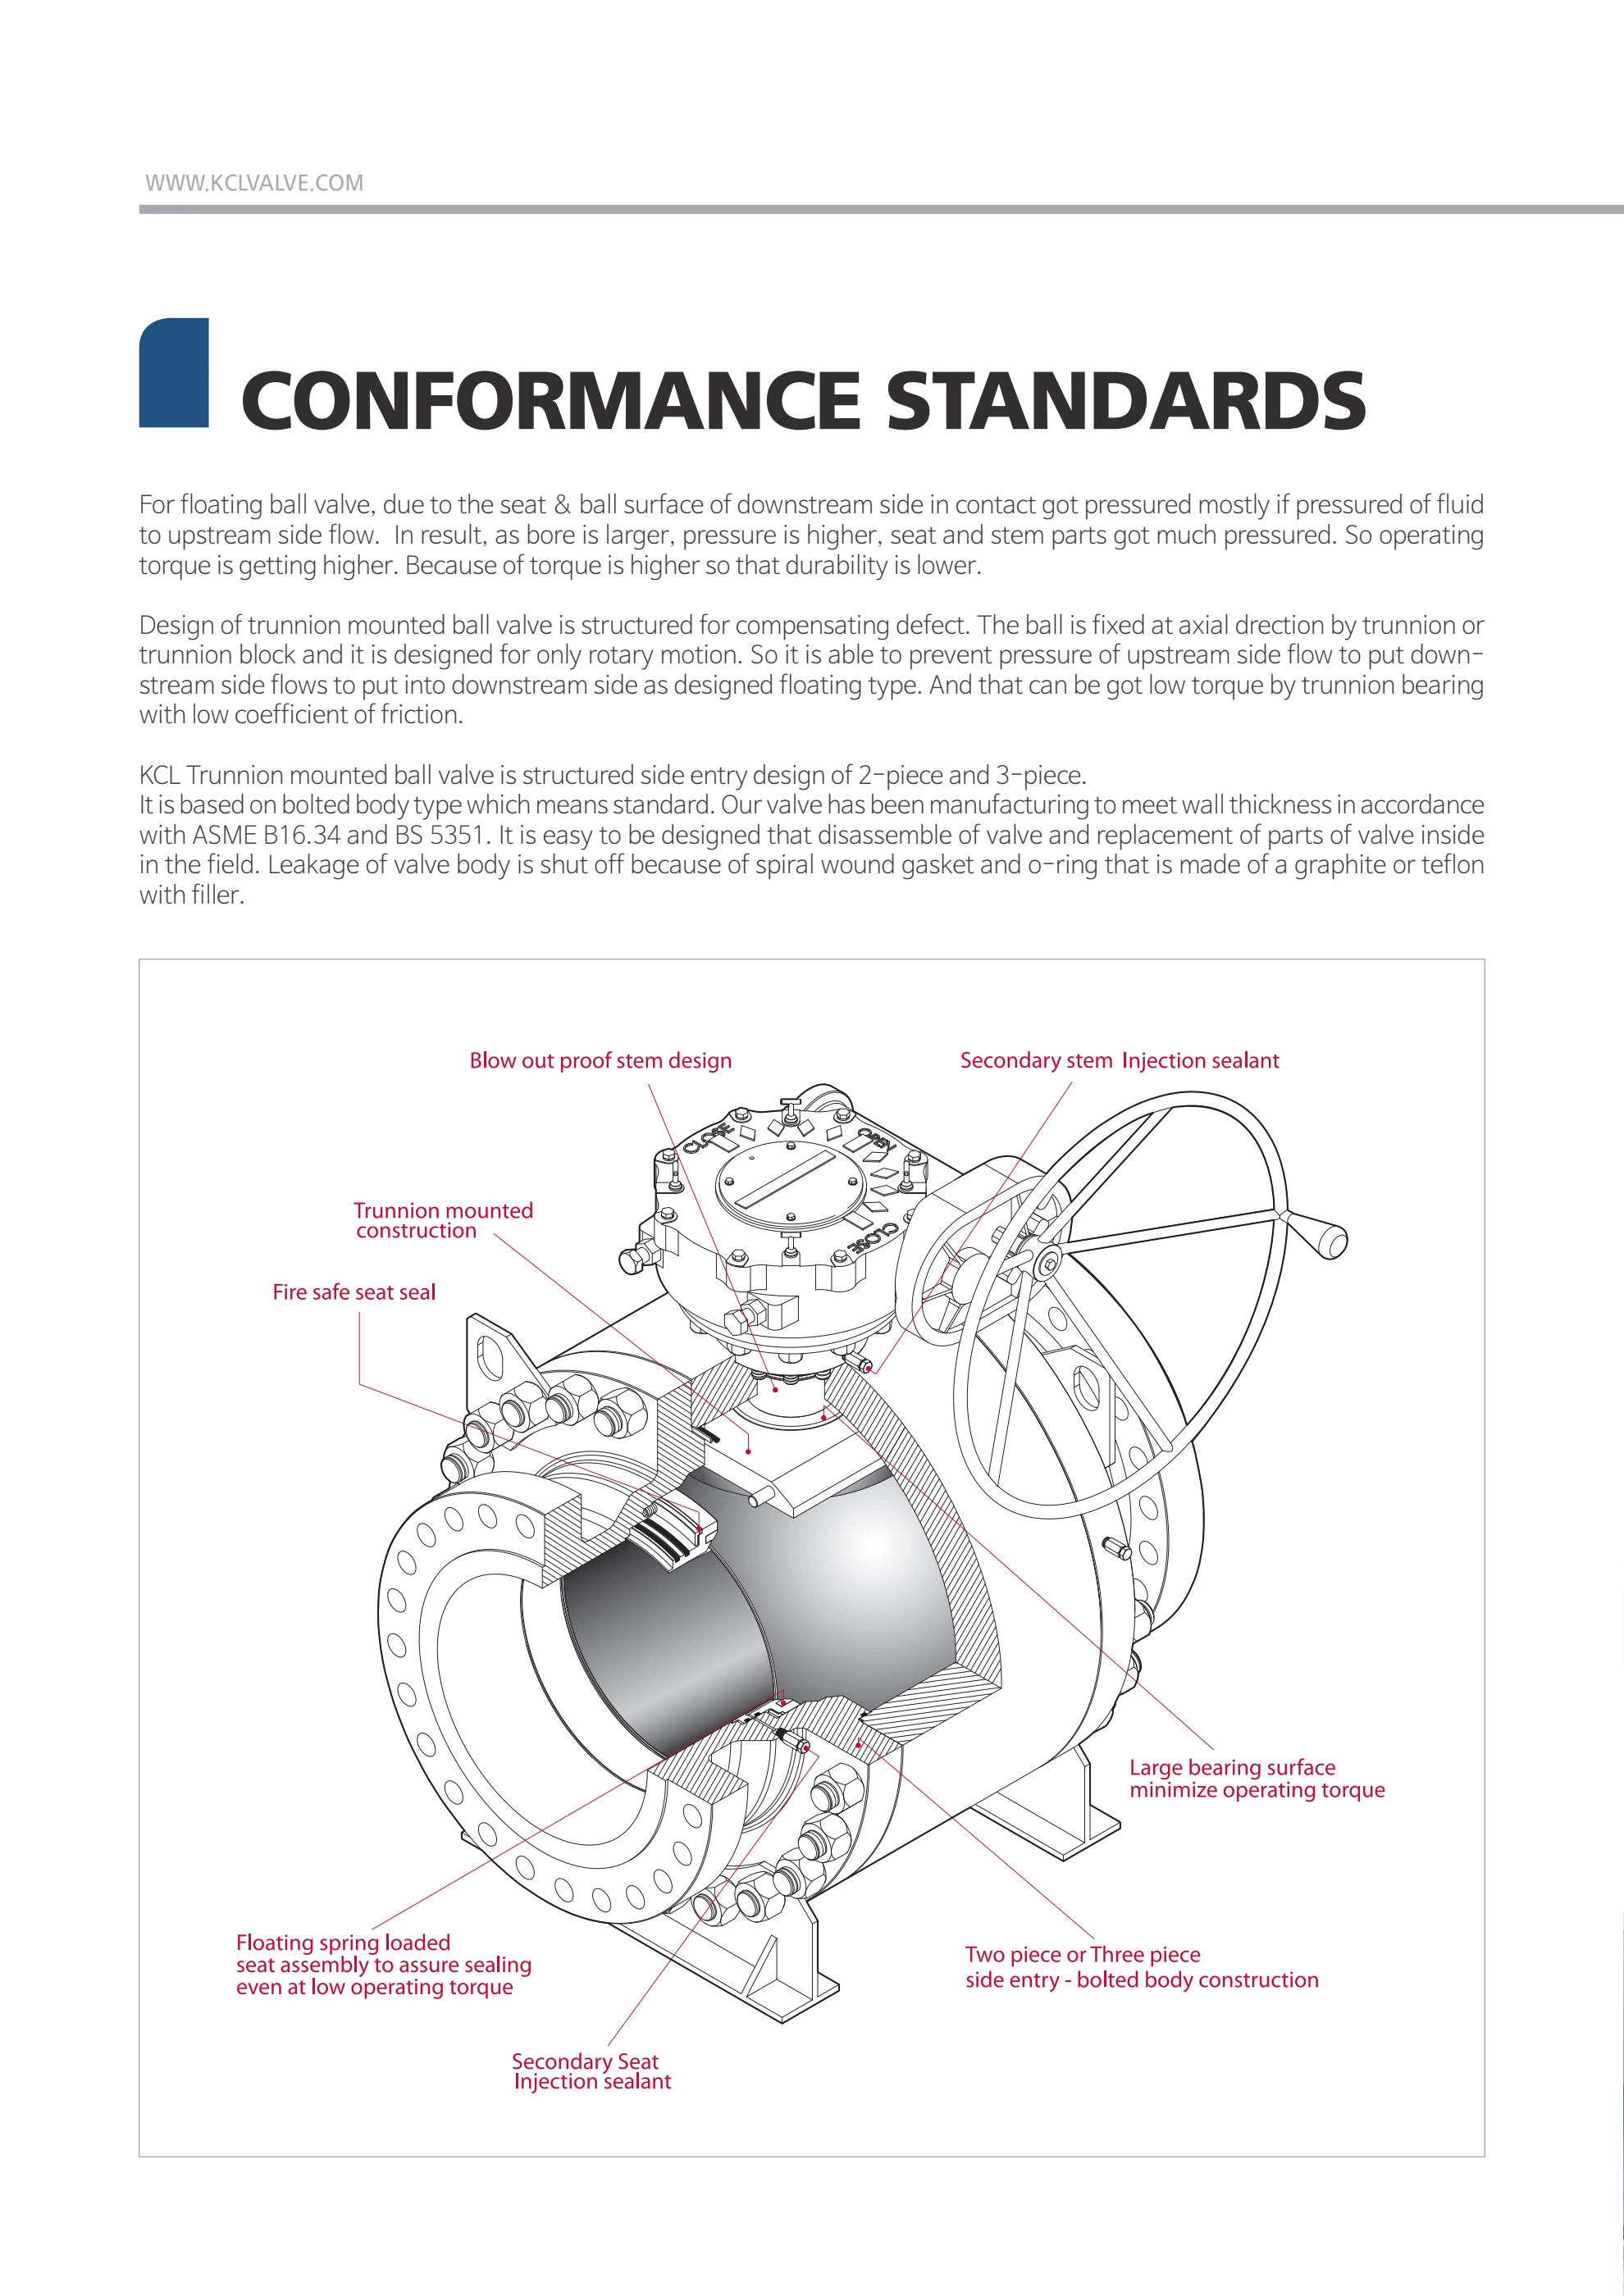 WWW.KCLVALVE.COM
CONFORMANCE STANDARDS
For floating ball valve, due to the seat & ball surface of downstream side in contact got pressured mostly if pressured of fluid
to upstream side flow. In result, as bore is larger, pressure is higher, seat and stem parts got much pressured. So operating
torque is getting higher. Because of torque is higher so that durability is lower.
Design of trunnion mounted ball valve is structured for compensating defect. The ball is fixed at axial drection by trunnion or
trunnion block and it is designed for only rotary motion. So it is able to prevent pressure of upstream side flow to put down-
stream side flows to put into downstream side as designed floating type. And that can be got low torque by trunnion bearing
with low coefficient of friction.
KCL Trunnion mounted ball valve is structured side entry design of 2-piece and 3-piece.
It is based on bolted body type which means standard. Our valve has been manufacturing to meet wall thickness in accordance
with ASME B16.34 and BS 5351. It is easy to be designed that disassemble of valve and replacement of parts of valve inside
in the field. Leakage of valve body is shut off because of spiral wound gasket and o-ring that is made of a graphite or teflon
with filler.
Blow out proof stem design
Secondary stem Injection sealant
CLOSE
OPEN
CLOSE
Trunnion mounted
construction
Fire safe seat seal
Large bearing surface
minimize operating torque
Floating spring loaded
seat assembly to assure sealing
even at low operating torque
Two piece or Three piece
side entry - bolted body construction
Secondary Seat
Injection sealant